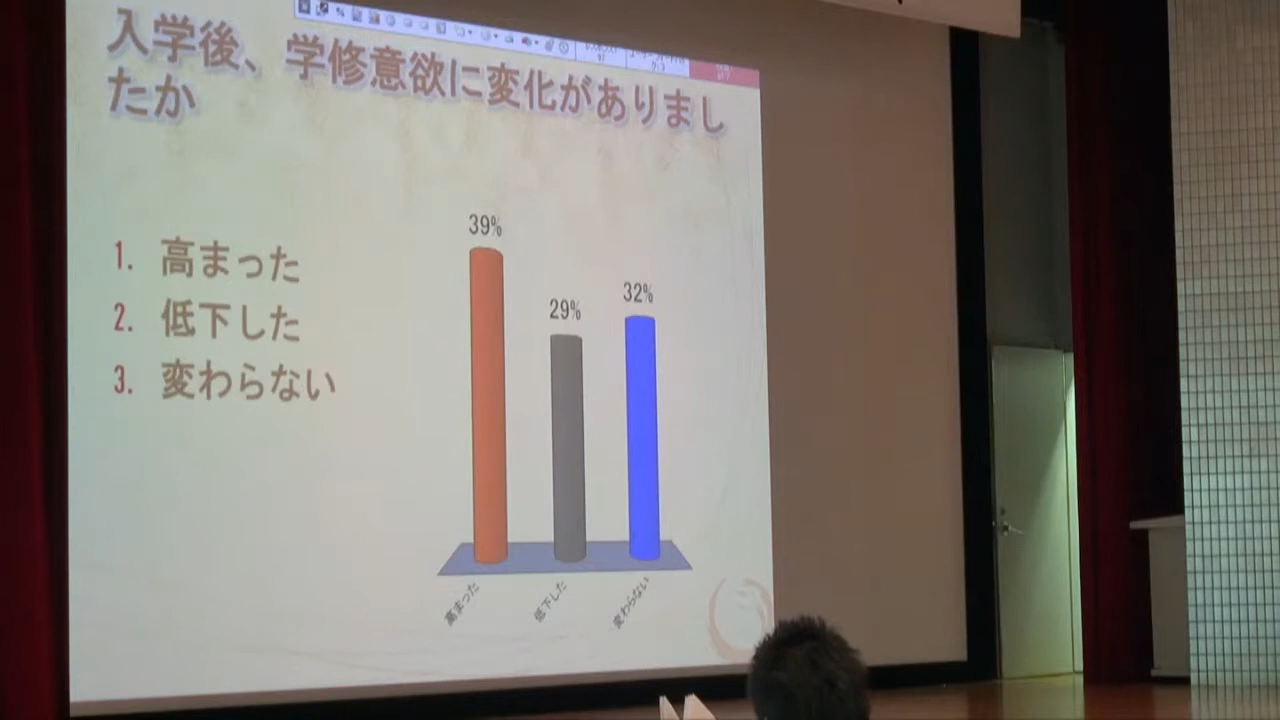 入学後、学修意欲に変化がありまし
たか
1. 高まった
2. 低下した
3. 変わらない
39%
29%
32%
高まった
低下した
変わらない